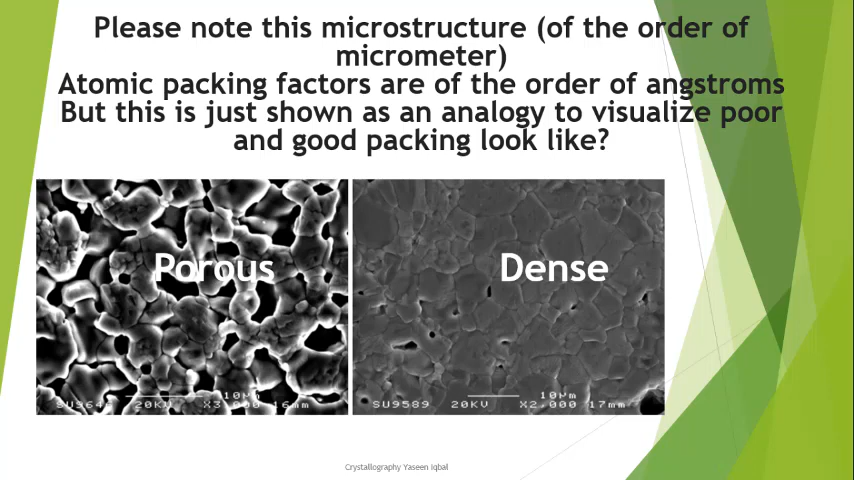 Please note this microstructure (of the order of
micrometer)
Atomic packing factors are of the order of angstroms
But this is just shown as an analogy to visualize poor
and good packing look like?
Porous
Dense
10μm
20KV
16mm
10μm
SU9589 20KV X2,000 17mm
Crystallography Yaseen Iqbal